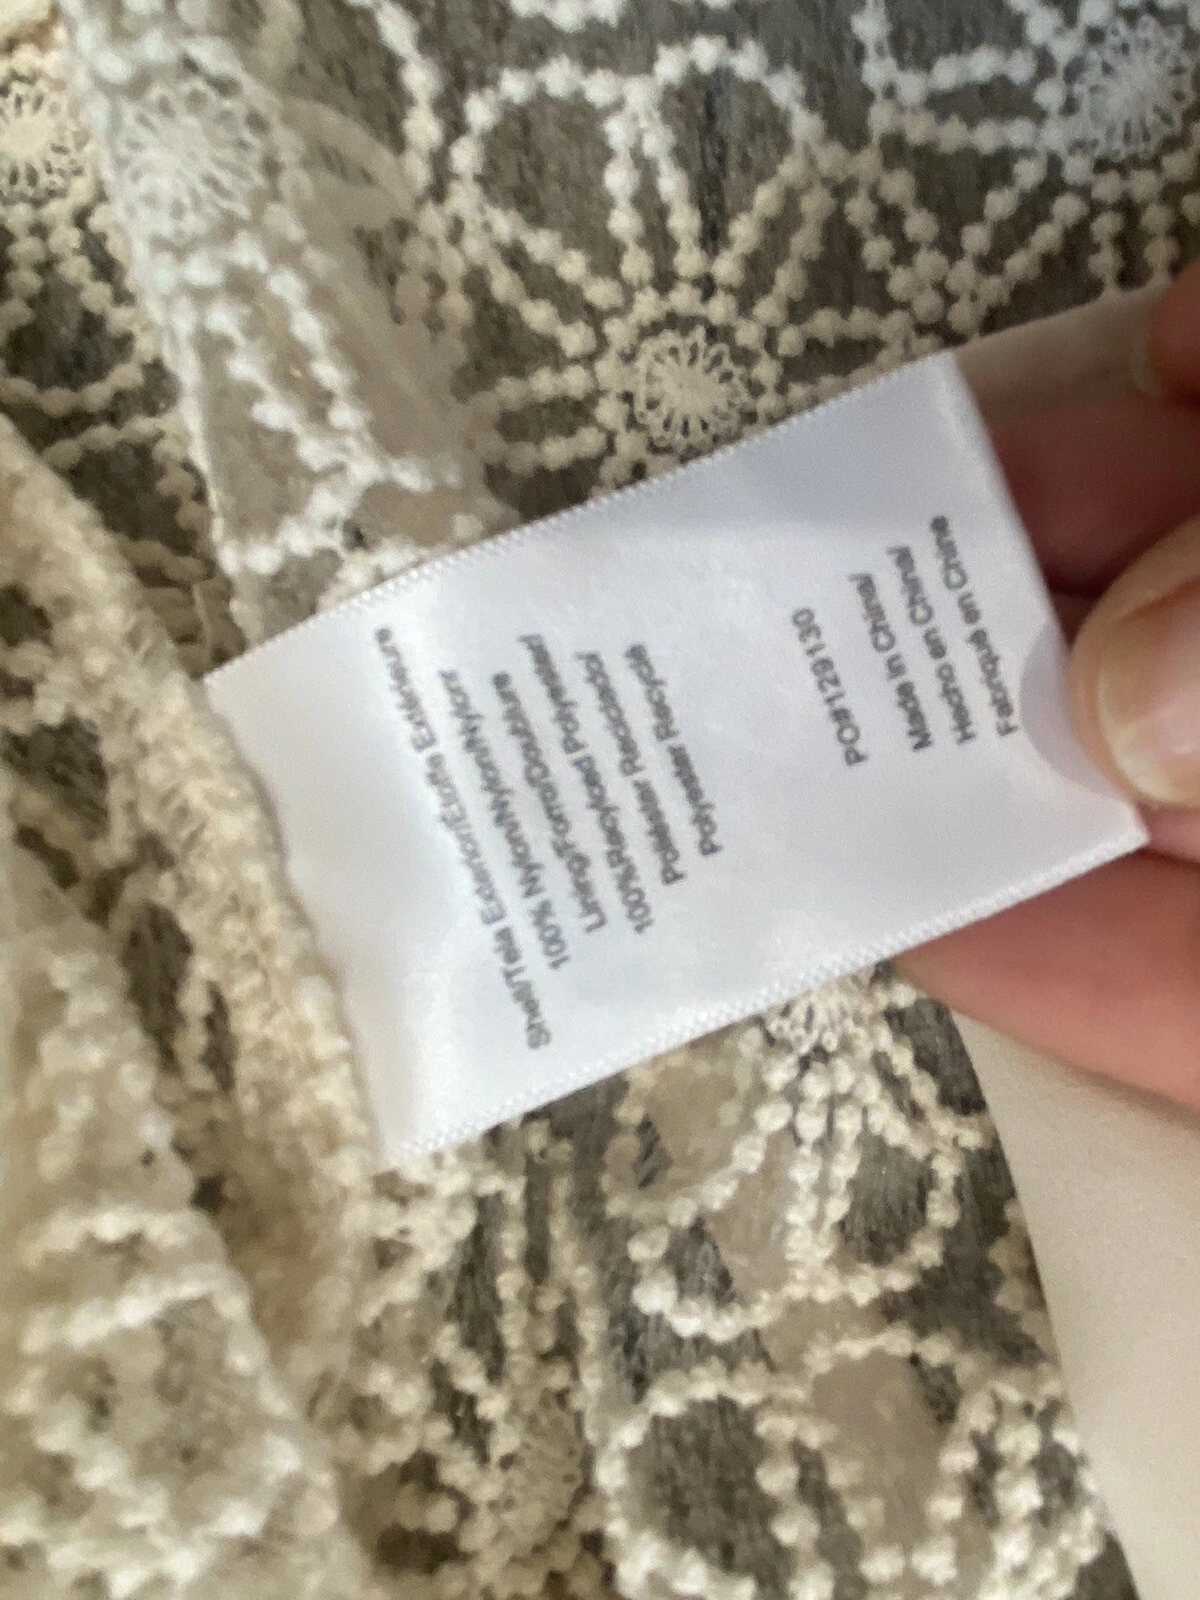 Shell/Tela Exterior/Étoffe Extérieure
100% Nylon/Nylon/Nylon
Lining/Forro/Doublure
100%Recycled Polyester/
Poliéster Reciclado/
Polyester Recyclé
PO#129130
Made in China/
Hecho en China/
Fabriqué en Chine